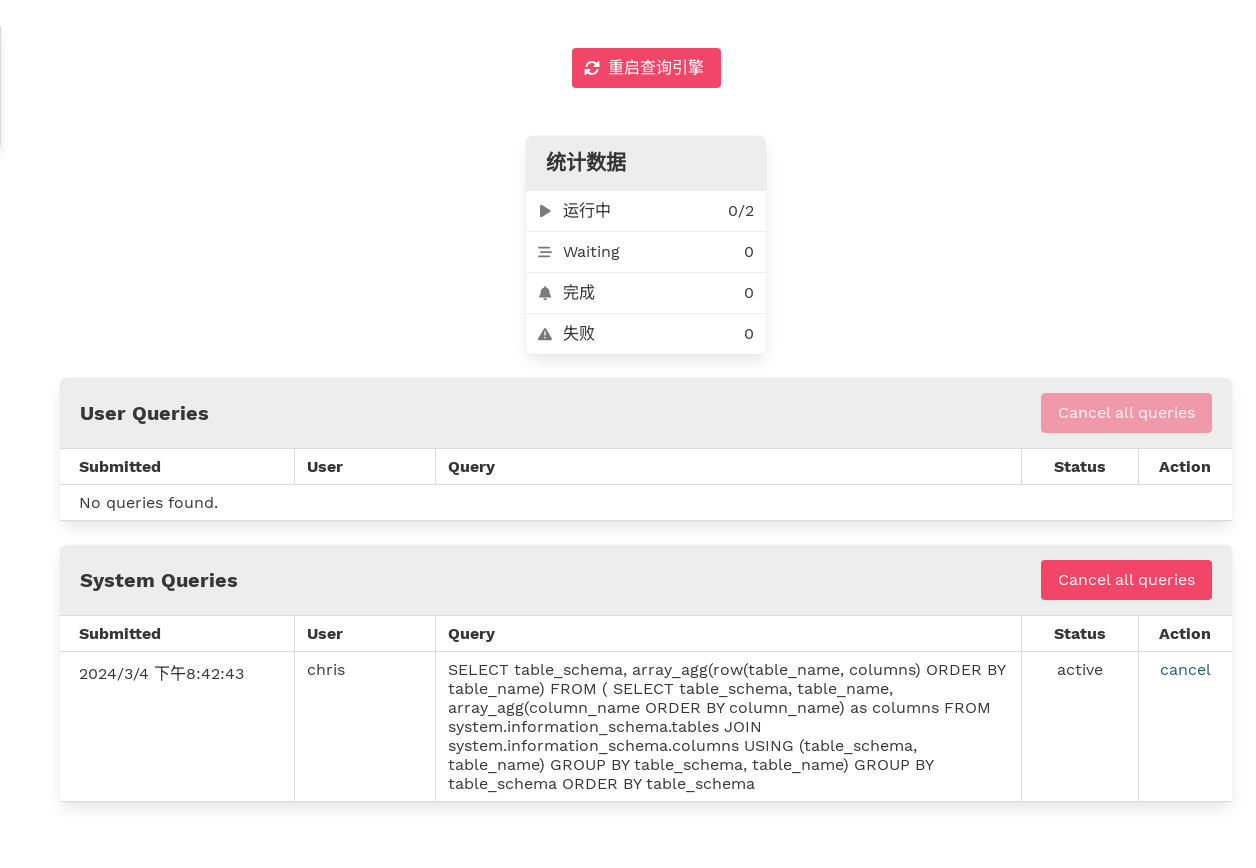 重启查询引擎
统计数据
运行中 0/2
Waiting 0
完成 0
失败 0
User Queries Cancel all queries
Submitted User Query Status Action
No queries found.
System Queries Cancel all queries
Submitted User Query Status Action
2024/3/4 下午8:42:43 chris SELECT table_schema, array_agg(row(table_name, columns) ORDER BY active cancel
table_name) FROM ( SELECT table_schema, table_name,
array_agg(column_name ORDER BY column_name) as columns FROM
system.information_schema.tables JOIN
system.information_schema.columns USING (table_schema,
table_name) GROUP BY table_schema, table_name) GROUP BY
table_schema ORDER BY table_schema